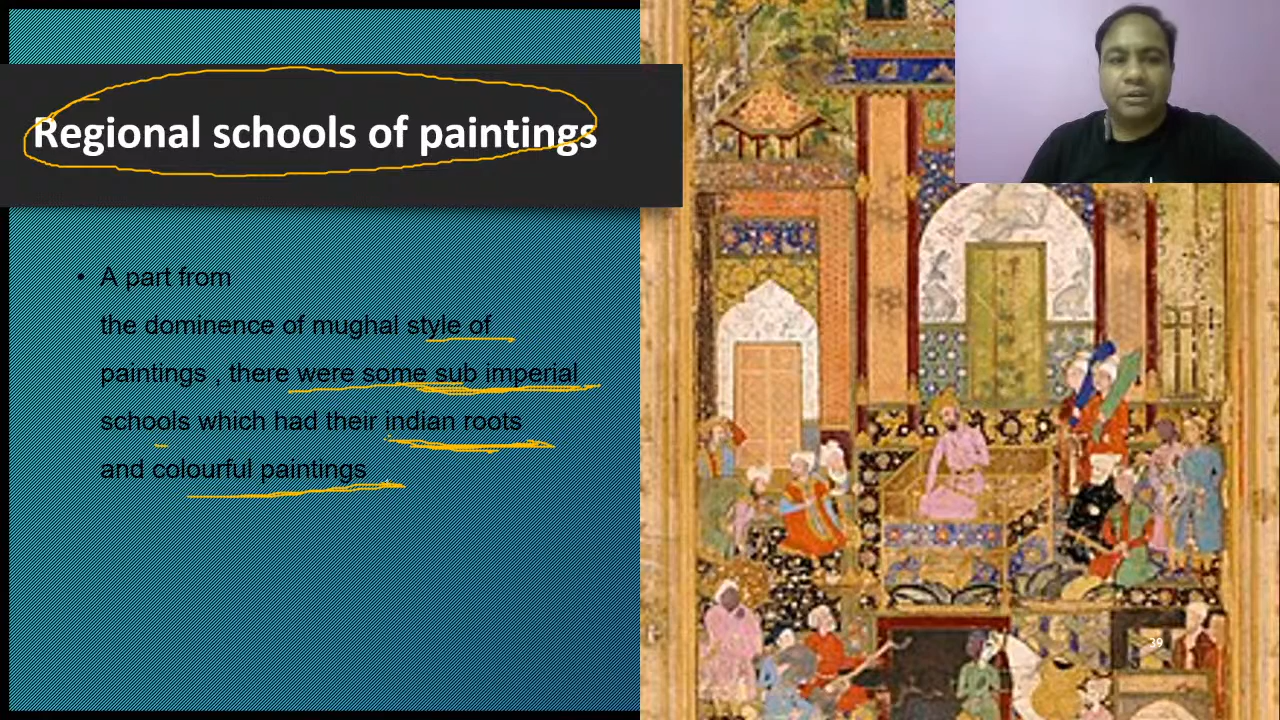 Regional schools of paintings
• A part from
the dominence of mughal style of
paintings , there were some sub imperial
schools which had their indian roots
and colourful paintings
39